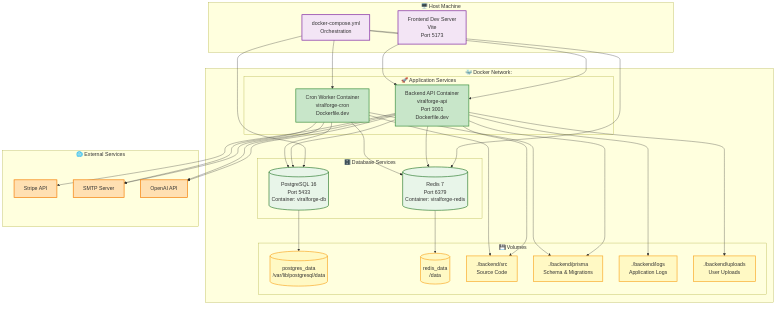 🖥️ Host Machine
docker-compose.yml
Orchestration
Frontend Dev Server
Vite
Port 5173
🐳 Docker Network:
🚀 Application Services
Cron Worker Container
viralforge-cron
Dockerfile.dev
Backend API Container
viralforge-api
Port 3001
Dockerfile.dev
🌐 External Services
Stripe API
SMTP Server
OpenAI API
🗄️ Database Services
PostgreSQL 16
Port 5433
Container: viralforge-db
Redis 7
Port 6379
Container: viralforge-redis
💾 Volumes
postgres_data
/var/lib/postgresql/data
redis_data
/data
./backend/src
Source Code
./backend/prisma
Schema & Migrations
./backend/logs
Application Logs
./backend/uploads
User Uploads